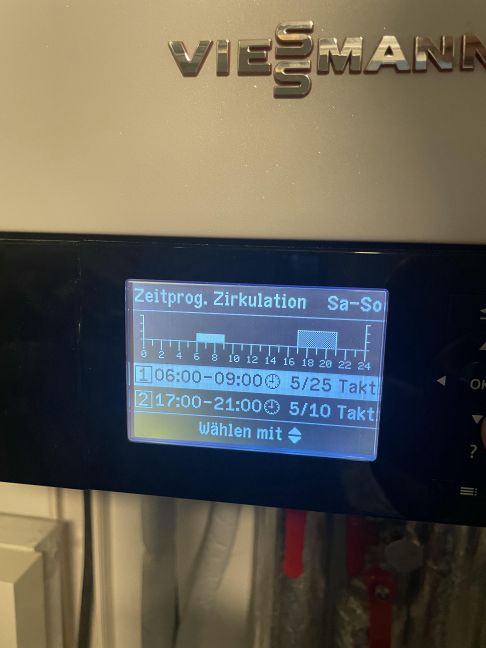 VIESSMANN
Zeitprog. Zirkulation Sa-So
0 2 4 6 8 10 12 14 16 18 20 22 24
1 06:00-09:00 5/25 Takt
2 17:00-21:00 5/10 Takt
Wählen mit
OK
?